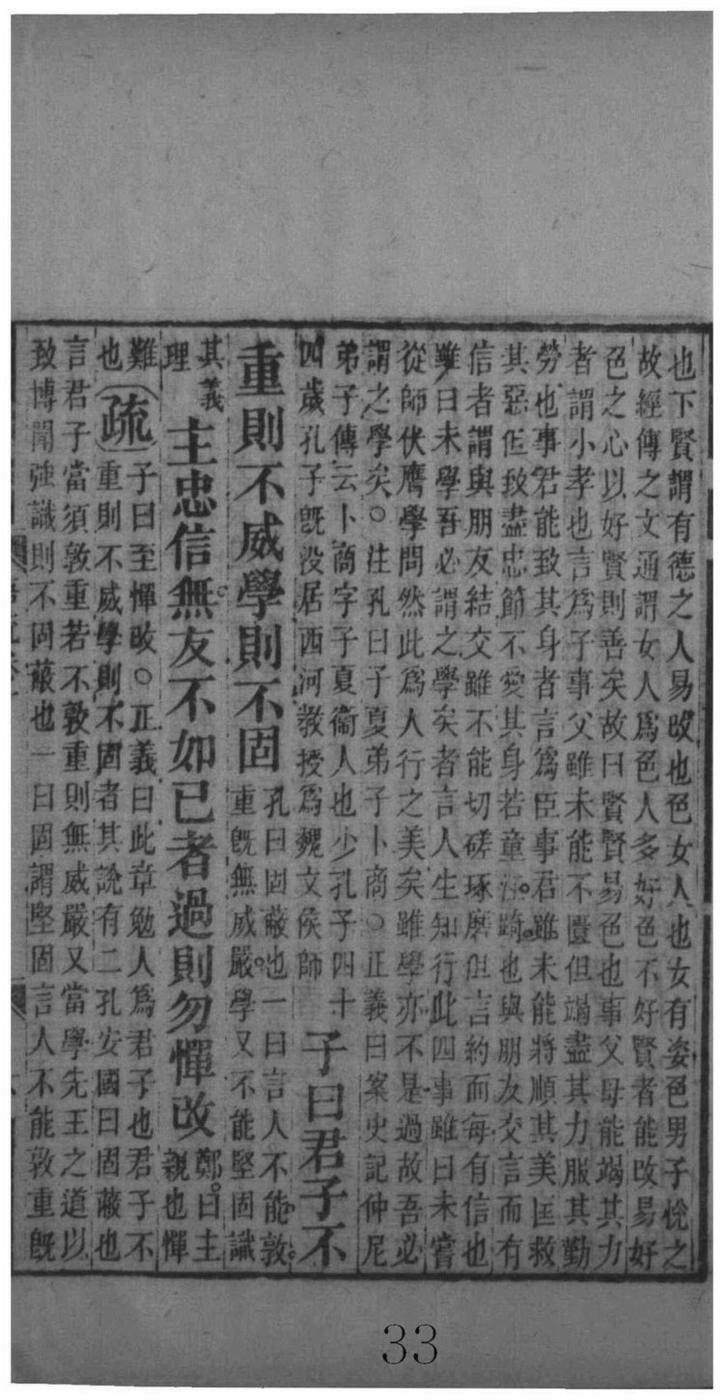 也下賢謂有德之人易改也色女人也女有姿色男子悅之
故經傳之文通謂女人爲色人多好色不好賢者能改易好
色之心以好賢則善矣故曰賢賢易色也事父母能竭其力
者謂小孝也言爲子事父雖未能不匱但竭盡其力服其勤
勞也事君能致其身者言爲臣事君雖未能將順其美匡救
其惡但致盡忠節不愛其身若童汪踦也與朋友交言而有
信者謂與朋友結交雖不能切磋琢磨但言約而每有信也
雖曰未學吾必謂之學矣者言人生知行此四事雖曰未嘗
從師伏膺學問然此爲人行之美矣雖學亦不是過故吾必
謂之學矣○注孔曰子夏弟子卜商○正義曰案史記仲尼
弟子傳云卜商字子夏衞人也少孔子四十
四歲孔子旣没居西河教授爲魏文侯師
子曰君子不
重則不威學則不固
孔曰固蔽也一曰言人不能敦
重旣無威嚴學又不能堅固識
其義
理
主忠信無友不如已者過則勿憚改
鄭曰主
親也憚
難
也
疏
子曰至憚改○正義曰此章勉人爲君子也君子不
重則不威學則不固者其說有二孔安國曰固蔽也
言君子當須敦重若不敦重則無威嚴又當學先王之道以
致博聞強識則不固蔽也一曰固謂堅固言人不能敦重旣
33